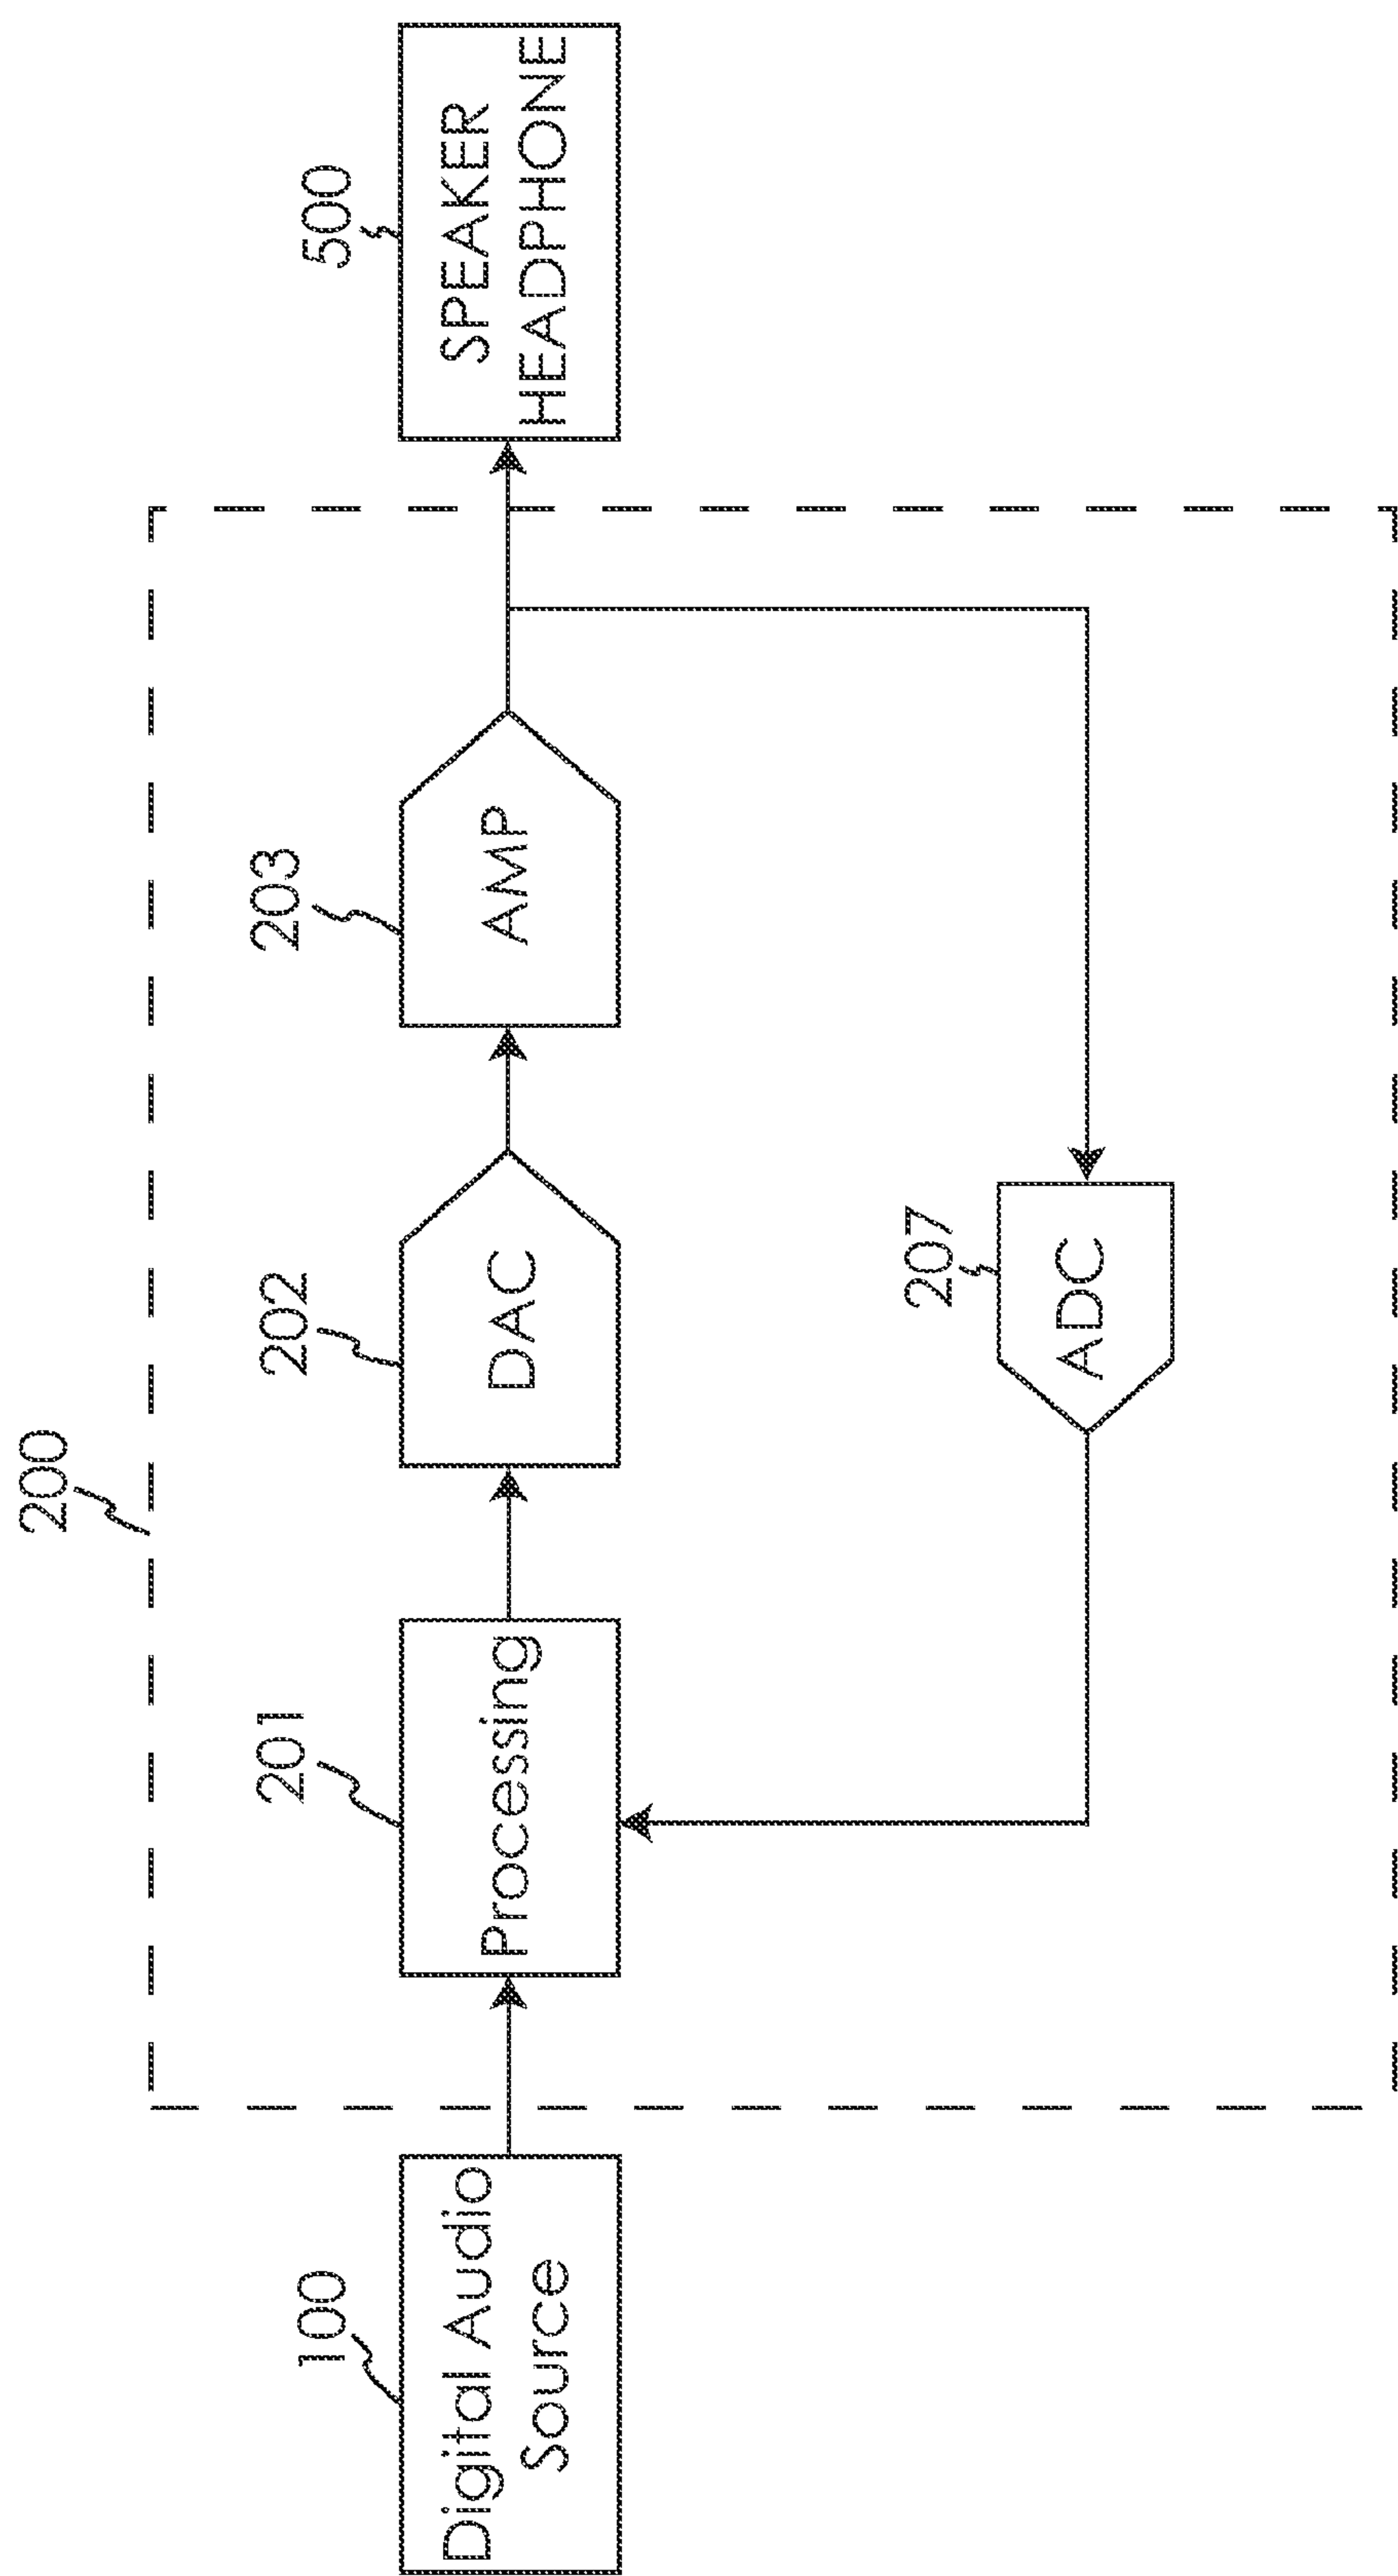 200
100
Digital Audio
Source
201
Processing
202
DAC
203
AMP
500
SPEAKER
HEADPHONE
207
ADC